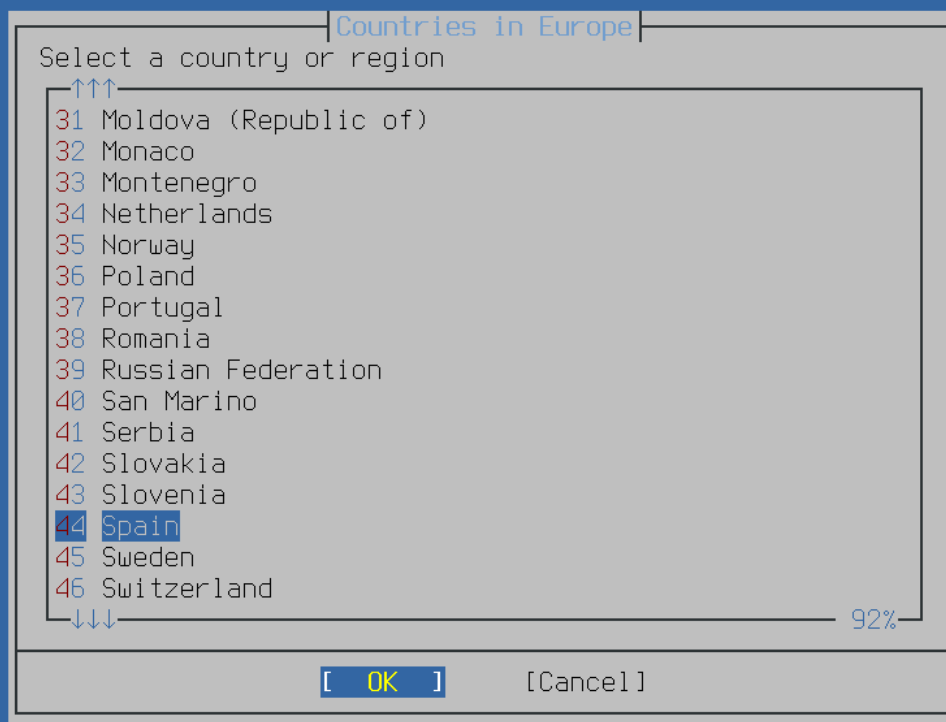 Countries in Europe
Select a country or region
↑↑↑
31 Moldova (Republic of)
32 Monaco
33 Montenegro
34 Netherlands
35 Norway
36 Poland
37 Portugal
38 Romania
39 Russian Federation
40 San Marino
41 Serbia
42 Slovakia
43 Slovenia
44 Spain
45 Sweden
46 Switzerland
↓↓↓ 92%
[ OK ] [Cancel]